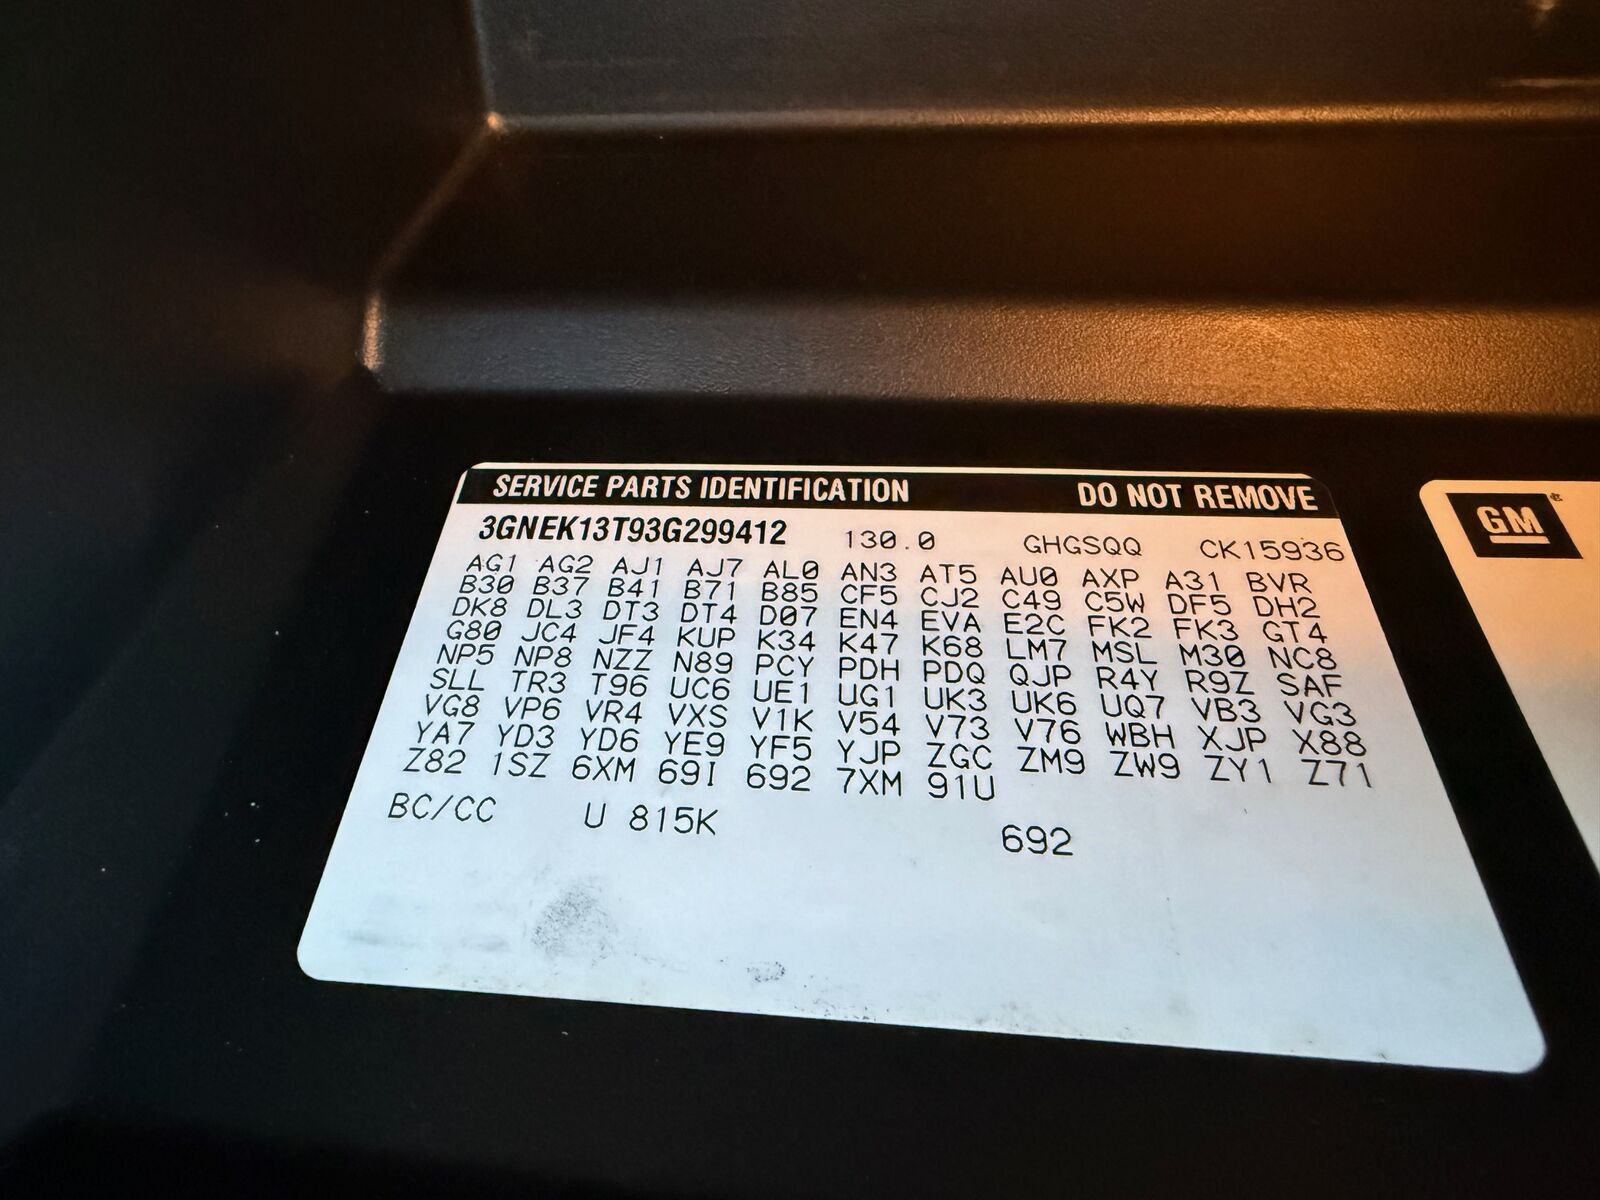 SERVICE PARTS IDENTIFICATION DO NOT REMOVE
3GNEK13T93G299412 130.0 GHGSQQ CK15936
AG1 AG2 AJ1 AJ7 AL0 AN3 AT5 AU0 AXP A31 BVR
B30 B37 B41 B71 B85 CF5 CJ2 C49 C5W DF5 DH2
DK8 DL3 DT3 DT4 D07 EN4 EVA E2C FK2 FK3 GT4
G80 JC4 JF4 KUP K34 K47 K68 LM7 MSL M30 NC8
NP5 NP8 NZZ N89 PCY PDH PDQ QJP R4Y R9Z SAF
SLL TR3 T96 UC6 UE1 UG1 UK3 UK6 UQ7 VB3 VG3
VG8 VP6 VR4 VXS V1K V54 V73 V76 WBH XJP X88
YA7 YD3 YD6 YE9 YF5 YJP ZGC ZM9 ZW9 ZY1 Z71
Z82 1SZ 6XM 69I 692 7XM 91U
BC/CC U 815K 692
GM